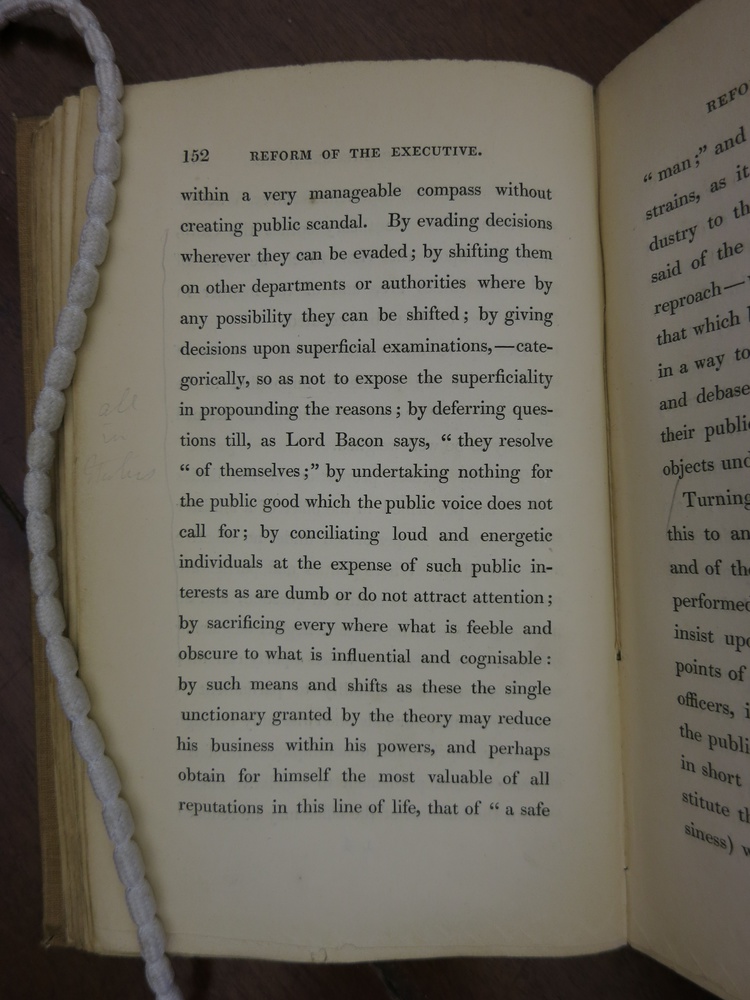 152 REFORM OF THE EXECUTIVE.
within a very manageable compass without
creating public scandal. By evading decisions
wherever they can be evaded; by shifting them
on other departments or authorities where by
any possibility they can be shifted; by giving
decisions upon superficial examinations,—cate-
gorically, so as not to expose the superficiality
in propounding the reasons; by deferring ques-
tions till, as Lord Bacon says, “ they resolve
“ of themselves;” by undertaking nothing for
the public good which the public voice does not
call for; by conciliating loud and energetic
individuals at the expense of such public in-
terests as are dumb or do not attract attention;
by sacrificing every where what is feeble and
obscure to what is influential and cognisable:
by such means and shifts as these the single
unctionary granted by the theory may reduce
his business within his powers, and perhaps
obtain for himself the most valuable of all
reputations in this line of life, that of “ a safe
all
in
REFO
“ man;” and
strains, as it
dustry to th
said of the
reproach—
that which
in a way to
and debase
their publi
objects und
Turning
this to an
and of th
performed
insist upo
points of
officers, i
the publi
in short
stitute th
siness) w